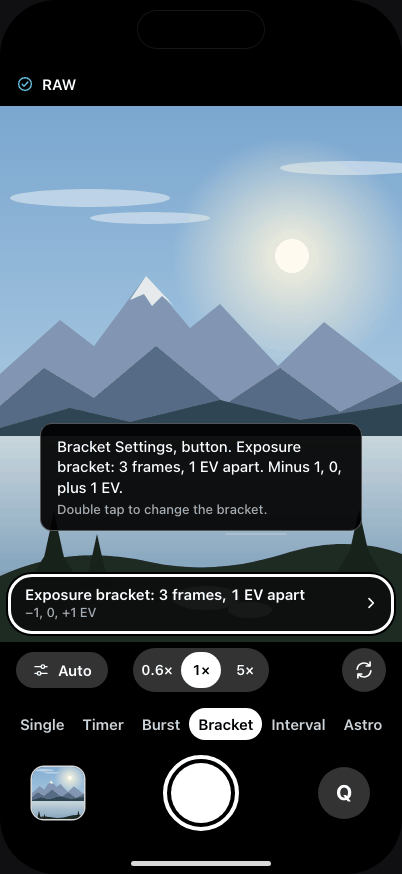 RAW
Bracket Settings, button. Exposure
bracket: 3 frames, 1 EV apart. Minus 1, 0,
plus 1 EV.
Double tap to change the bracket.
Exposure bracket: 3 frames, 1 EV apart
−1, 0, +1 EV
Auto
0.6× 1× 5×
Single Timer Burst Bracket Interval Astro
Q